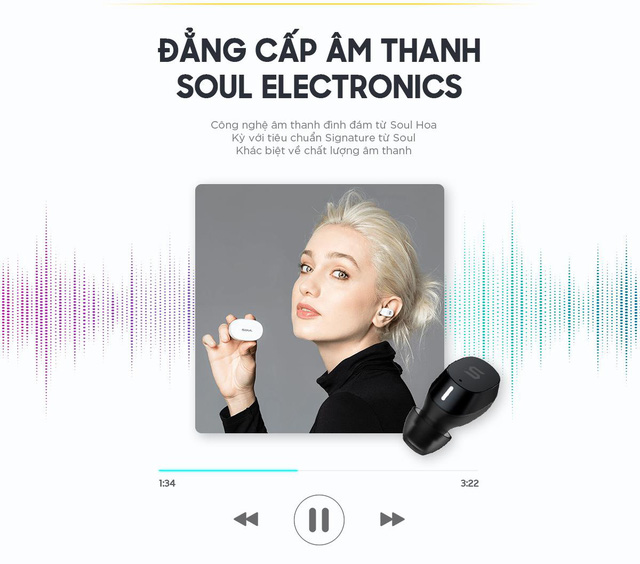 ĐẲNG CẤP ÂM THANH
SOUL ELECTRONICS
Công nghệ âm thanh đình đám từ Soul Hoa
Kỳ với tiêu chuẩn Signature từ Soul
Khác biệt về chất lượng âm thanh
1:34
3:22